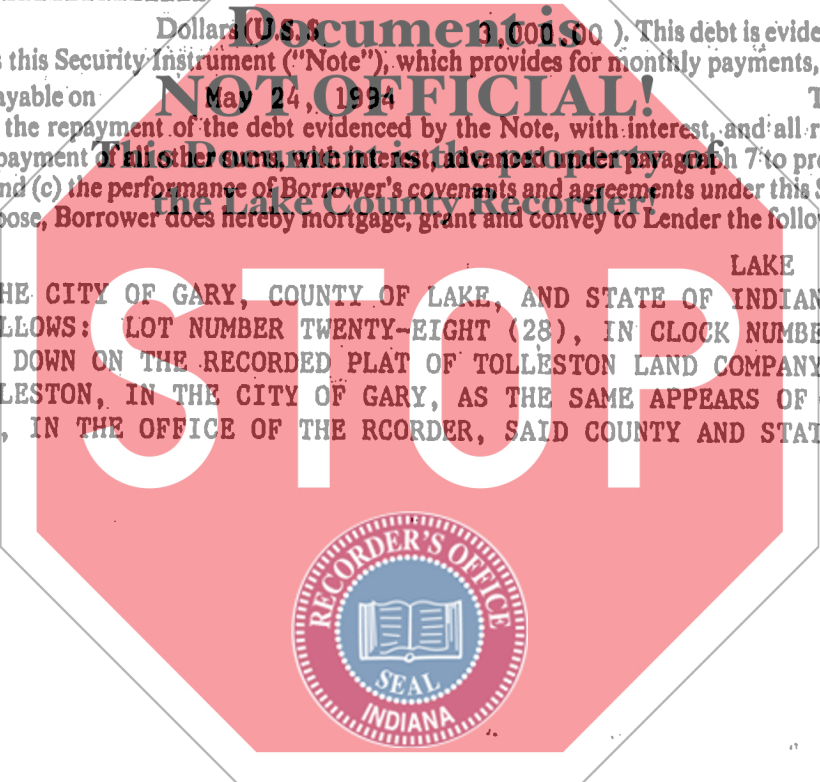 Document is
Dollars (U.S.$ 3,000.00 ). This debt is evide
this Security Instrument ("Note"), which provides for monthly payments,
NOT OFFICIAL!
ayable on May 24, 1994 T
the repayment of the debt evidenced by the Note, with interest, and all r
This Document is the property of
payment of all other sums, with interest, advanced under paragraph 7 to pro
nd (c) the performance of Borrower's covenants and agreements under this S
the Lake County Recorder!
pose, Borrower does hereby mortgage, grant and convey to Lender the follow
LAKE
HE CITY OF GARY, COUNTY OF LAKE, AND STATE OF INDIAN
LLOWS: LOT NUMBER TWENTY-EIGHT (28), IN CLOCK NUMBE
DOWN ON THE RECORDED PLAT OF TOLLESTON LAND COMPANY
LESTON, IN THE CITY OF GARY, AS THE SAME APPEARS OF
, IN THE OFFICE OF THE RCORDER, SAID COUNTY AND STAT
STOP
RECORDER'S OFFICE
SEAL
INDIANA